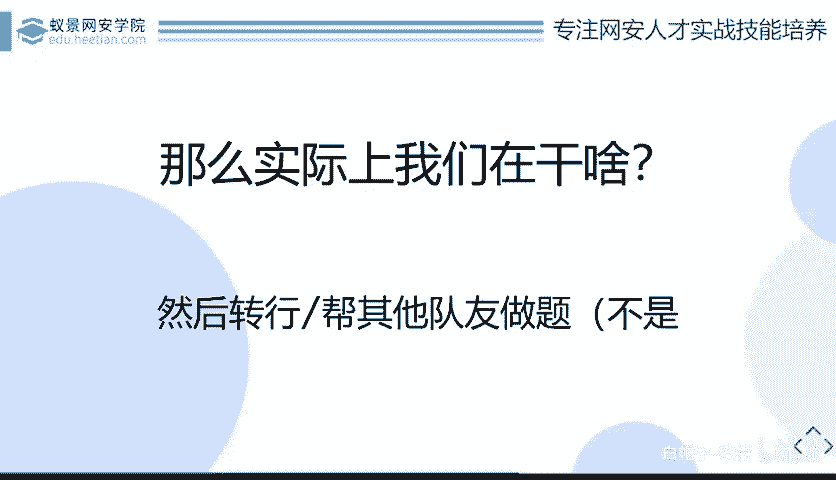 蚁景网安学院
edu.heetian.com
专注网安人才实战技能培养
那么实际上我们在干啥？
然后转行/帮其他队友做题（不是